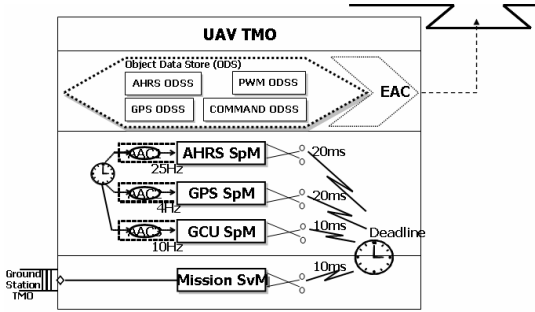 UAV TMO
Object Data Store (ODS)
AHRS ODSS
PWM ODSS
GPS ODSS
COMMAND ODSS
EAC
AAC
AHRS SpM
25Hz
20ms
AAC
GPS SpM
4Hz
20ms
AACs
GCU SpM
10Hz
10ms
Deadline
Ground
Station
TMO
Mission SvM
10ms